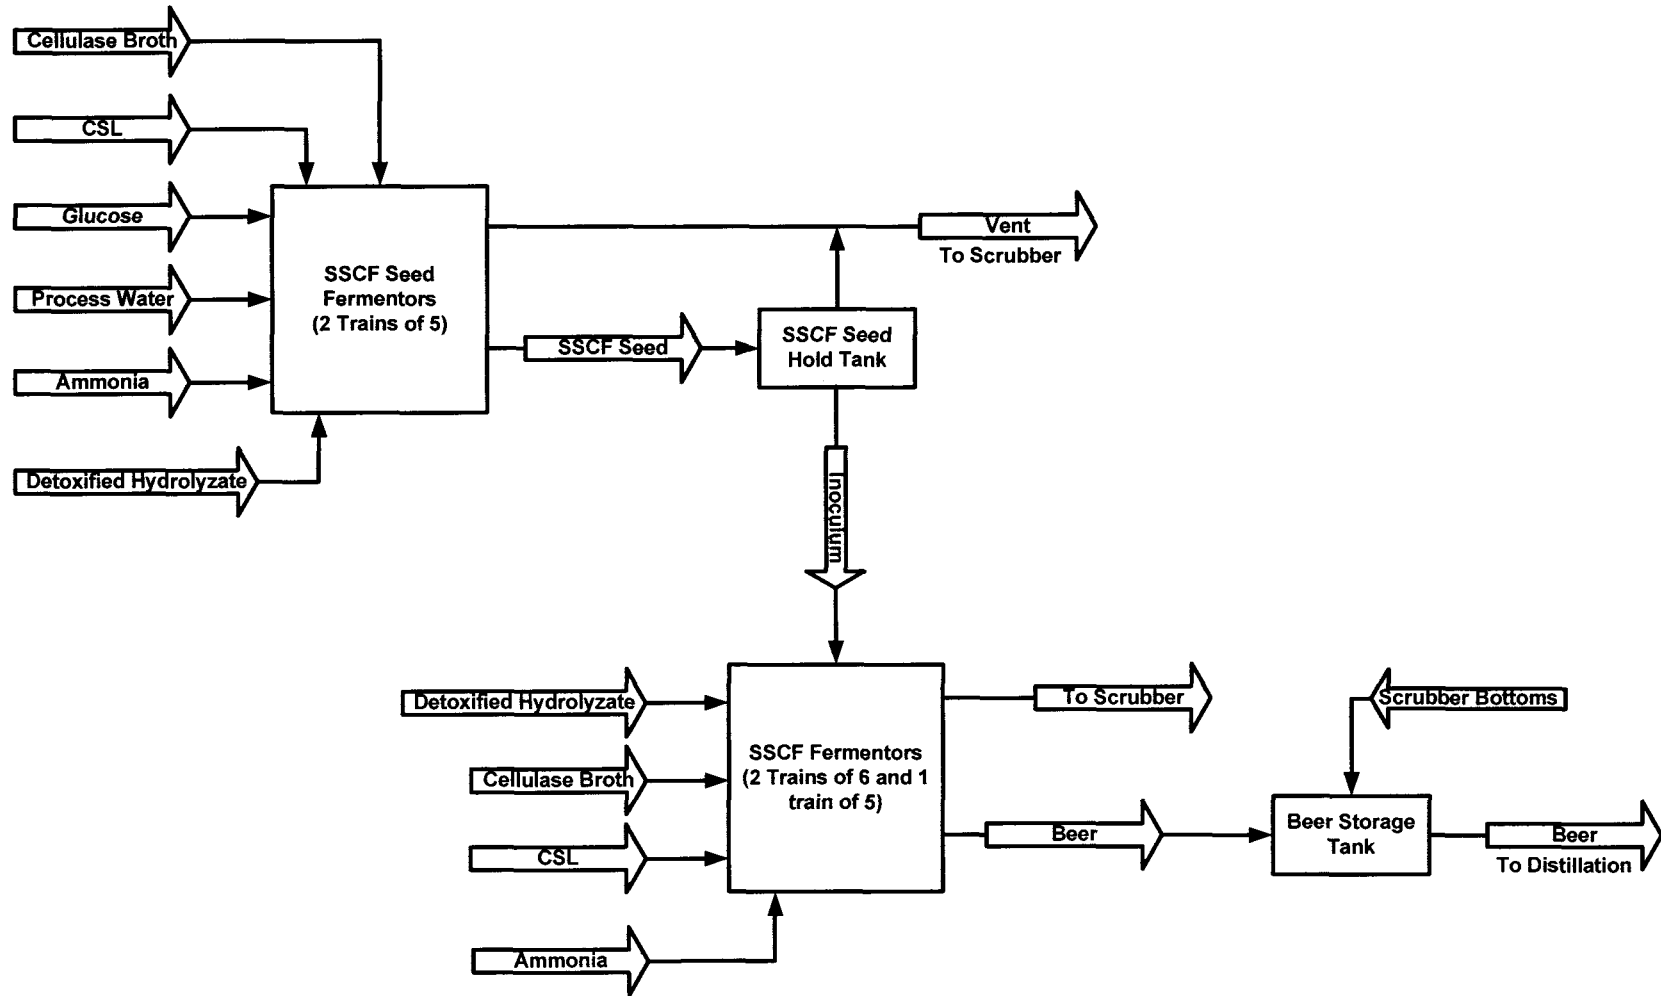 Cellulase Broth
CSL
Glucose
Process Water
Ammonia
Detoxified Hydrolyzate
SSCF Seed
Fermentors
(2 Trains of 5)
Vent
To Scrubber
SSCF Seed
SSCF Seed
Hold Tank
Inoculum
Detoxified Hydrolyzate
Cellulase Broth
CSL
Ammonia
SSCF Fermentors
(2 Trains of 6 and 1
train of 5)
To Scrubber
Scrubber Bottoms
Beer
Beer Storage
Tank
Beer
To Distillation